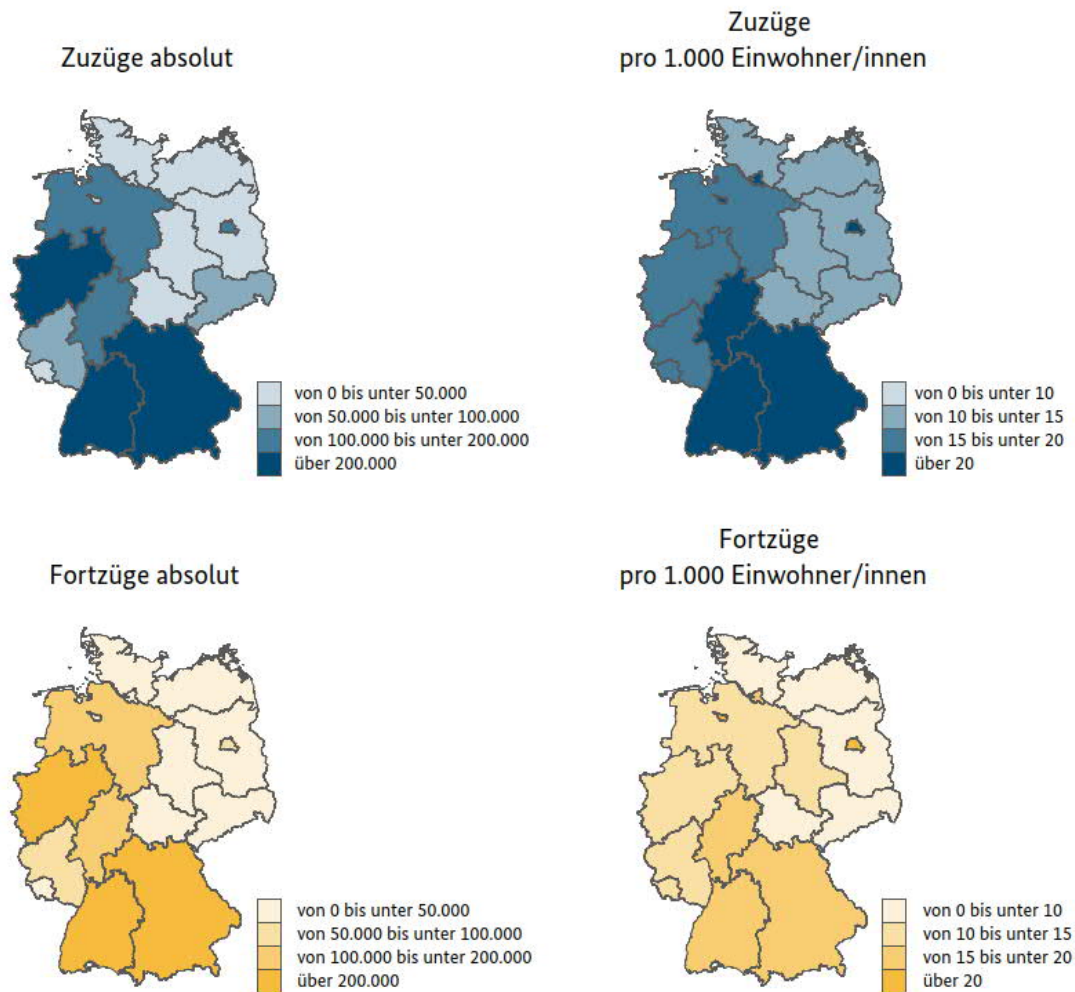 Zuzüge absolut
von 0 bis unter 50.000
von 50.000 bis unter 100.000
von 100.000 bis unter 200.000
über 200.000
Zuzüge
pro 1.000 Einwohner/innen
von 0 bis unter 10
von 10 bis unter 15
von 15 bis unter 20
über 20
Fortzüge absolut
von 0 bis unter 50.000
von 50.000 bis unter 100.000
von 100.000 bis unter 200.000
über 200.000
Fortzüge
pro 1.000 Einwohner/innen
von 0 bis unter 10
von 10 bis unter 15
von 15 bis unter 20
über 20